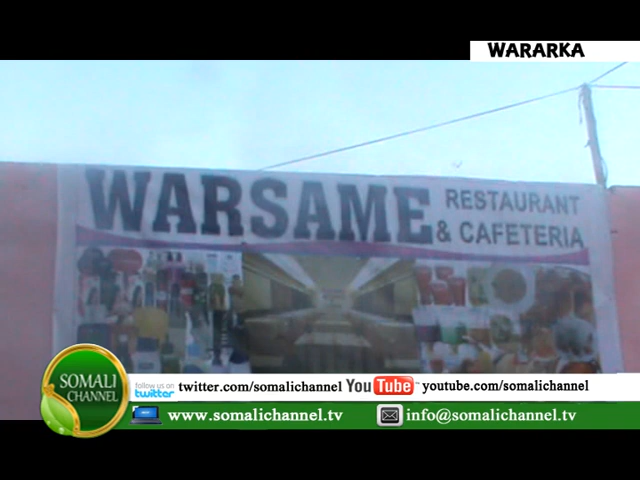 WARARKA
WARSAME RESTAURANT
& CAFETERIA
SOMALI
CHANNEL
follow us on
twitter
twitter.com/somalichannel YouTube youtube.com/somalichannel
www.somalichannel.tv info@somalichannel.tv